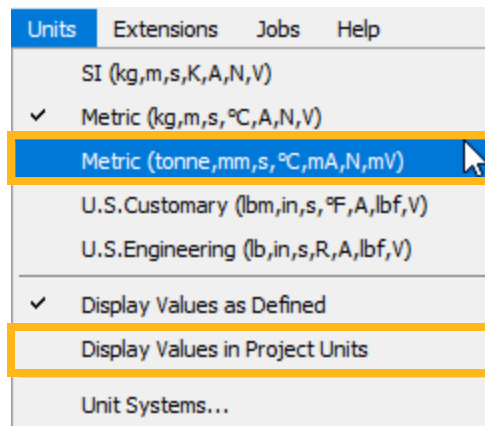 Units Extensions Jobs Help
SI (kg,m,s,K,A,N,V)
Metric (kg,m,s,°C,A,N,V)
Metric (tonne,mm,s,°C,mA,N,mV)
U.S.Customary (lbm,in,s,°F,A,lbf,V)
U.S.Engineering (lb,in,s,R,A,lbf,V)
Display Values as Defined
Display Values in Project Units
Unit Systems...